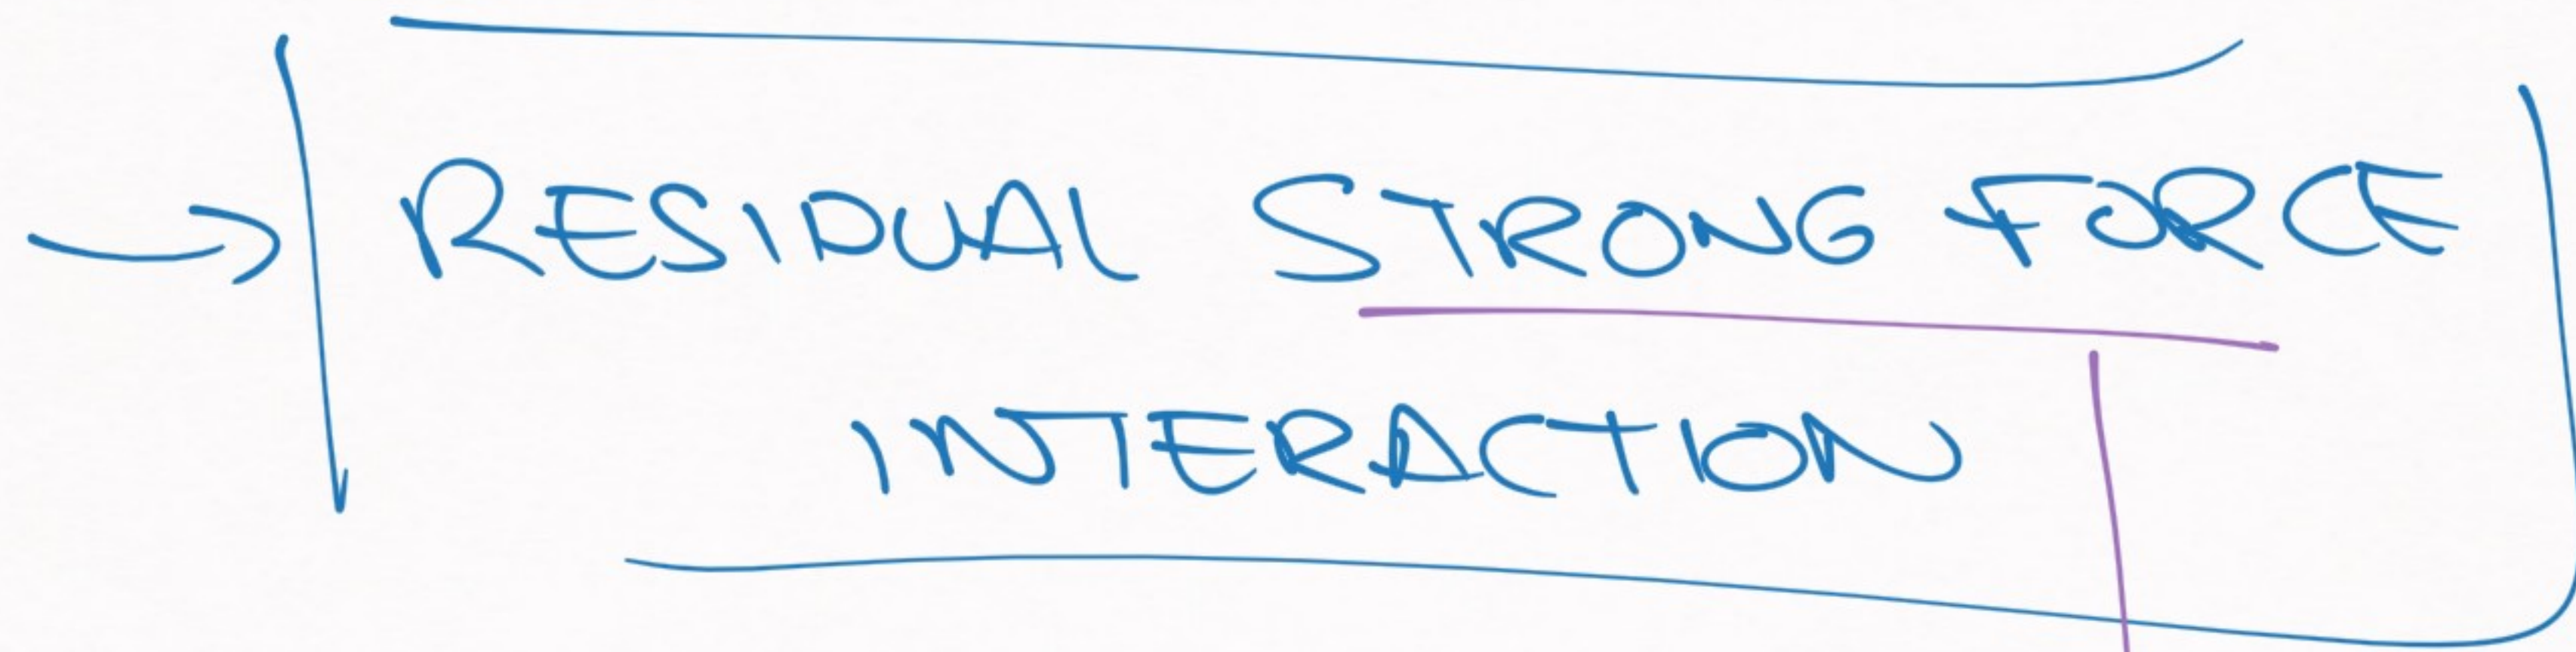 → RESIDUAL STRONG FORCE
INTERACTION